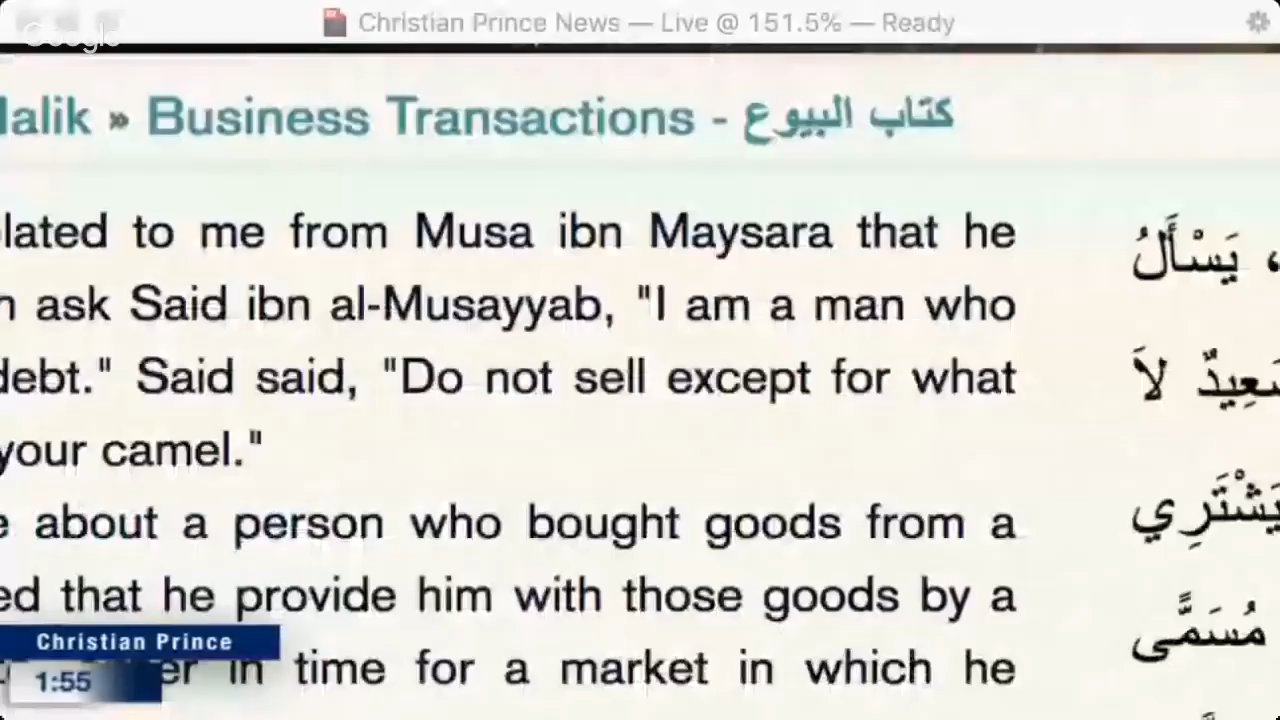 Christian Prince News — Live @ 151.5% — Ready
Google
Malik » Business Transactions - كتاب البيوع
lated to me from Musa ibn Maysara that he
ask Said ibn al-Musayyab, "I am a man who
debt." Said said, "Do not sell except for what
your camel."
about a person who bought goods from a
ed that he provide him with those goods by a
in time for a market in which he
، يَسْأَلُ
سَعِيدٌ لاَ
يَشْتَرِي
مُسَمًّى
Christian Prince
1:55